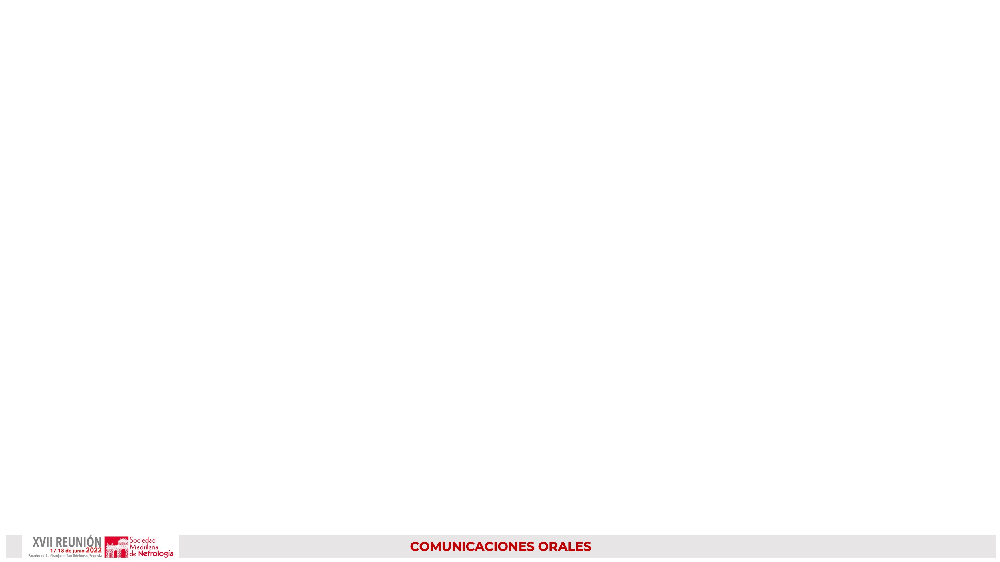 XVII REUNIÓN
17-18 de junio 2022
Parador de La Granja de San Ildefonso, Segovia
Sociedad
Madrileña
de Nefrología
COMUNICACIONES ORALES